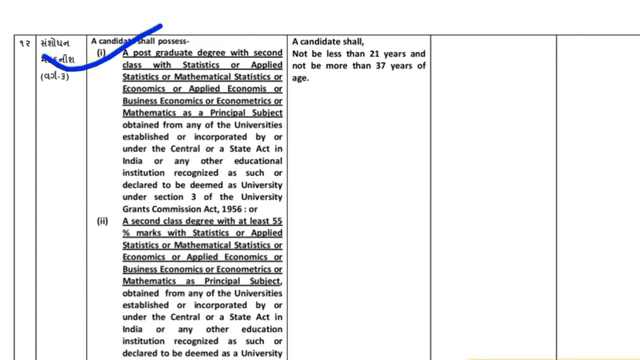 ૧૨
સંશોધન
મદદનીશ
(વર્ગ-૩)
A candidate shall possess-
(i) A post graduate degree with second
class with Statistics or Applied
Statistics or Mathematical Statistics or
Economics or Applied Economis or
Business Economics or Econometrics or
Mathematics as a Principal Subject
obtained from any of the Universities
established or incorporated by or
under the Central or a State Act in
India or any other educational
institution recognized as such or
declared to be deemed as University
under section 3 of the University
Grants Commission Act, 1956 : or
(ii) A second class degree with at least 55
% marks with Statistics or Applied
Statistics or Mathematical Statistics or
Economics or Applied Economics or
Business Economics or Econometrics or
Mathematics as Principal Subject,
obtained from any of the Universities
established or incorporated by or
under the Central or a State Act in
India or any other education
institution recognized as such or
declared to be deemed as a University
A candidate shall,
Not be less than 21 years and
not be more than 37 years of
age.